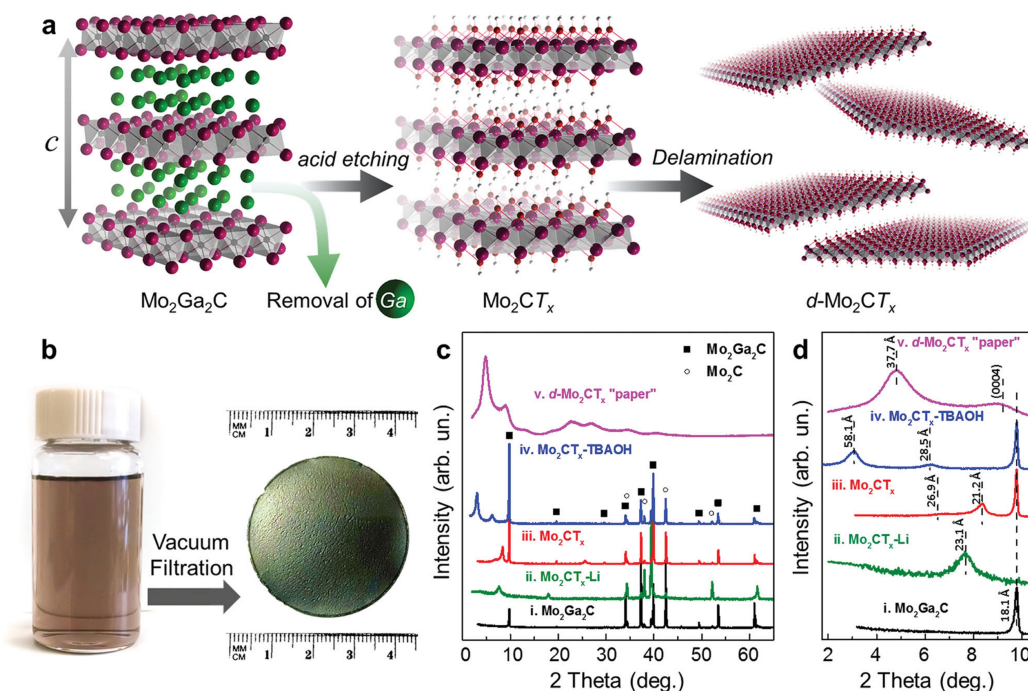 a
c
acid etching
Delamination
Mo₂Ga₂C
Removal of Ga
Mo₂CTₓ
d-Mo₂CTₓ
b
MM
CM 1 2 3 4
Vacuum
Filtration
MM
CM 1 2 3 4
c
■ Mo₂Ga₂C
○ Mo₂C
v. d-Mo₂CTₓ "paper"
iv. Mo₂CTₓ-TBAOH
iii. Mo₂CTₓ
ii. Mo₂CTₓ-Li
i. Mo₂Ga₂C
Intensity (arb. un.)
0 10 20 30 40 50 60
2 Theta (deg.)
d
v. d-Mo₂CTₓ "paper"
37.7 Å
(0004)
iv. Mo₂CTₓ-TBAOH
58.1 Å
28.5 Å
iii. Mo₂CTₓ
26.9 Å
21.2 Å
ii. Mo₂CTₓ-Li
23.1 Å
i. Mo₂Ga₂C
18.1 Å
Intensity (arb. un.)
2 4 6 8 10
2 Theta (deg.)